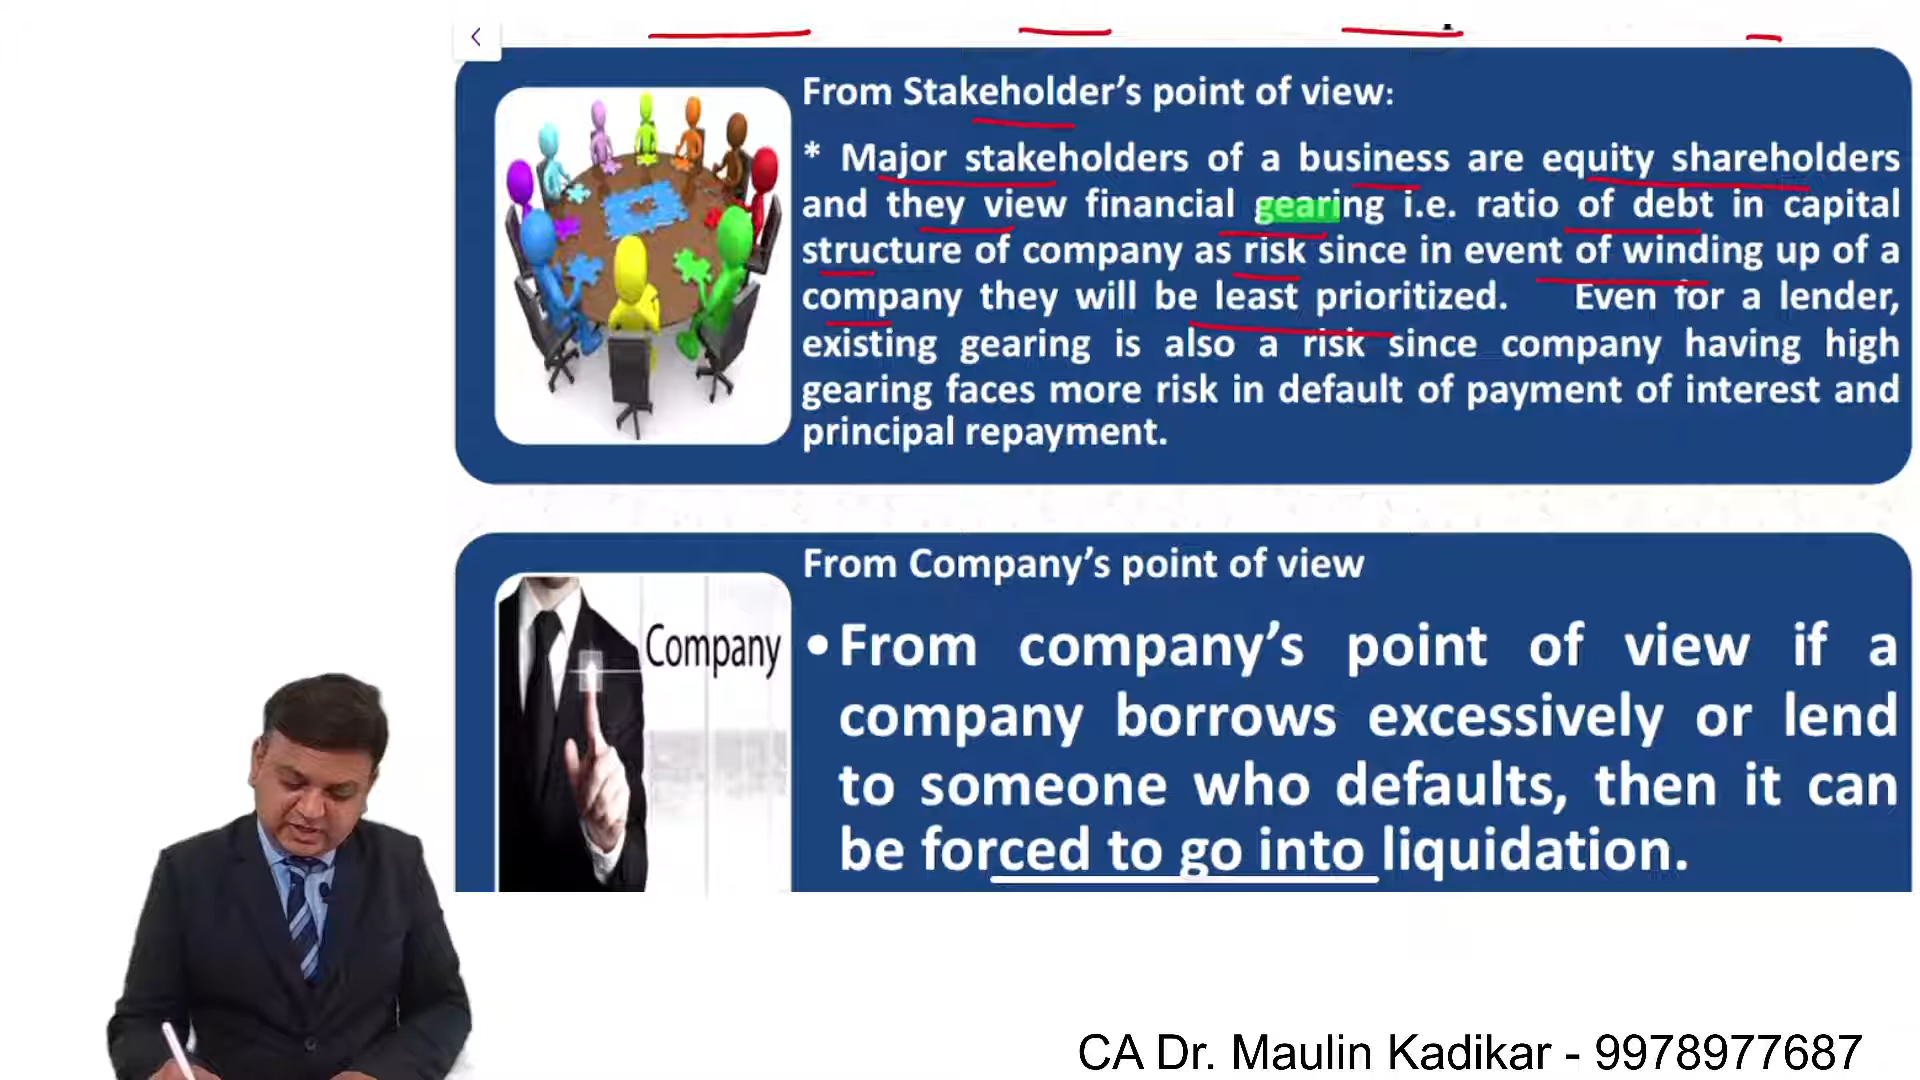 From Stakeholder’s point of view:
* Major stakeholders of a business are equity shareholders
and they view financial gearing i.e. ratio of debt in capital
structure of company as risk since in event of winding up of a
company they will be least prioritized. Even for a lender,
existing gearing is also a risk since company having high
gearing faces more risk in default of payment of interest and
principal repayment.
From Company’s point of view
Company
•From company’s point of view if a
company borrows excessively or lend
to someone who defaults, then it can
be forced to go into liquidation.
CA Dr. Maulin Kadikar - 9978977687